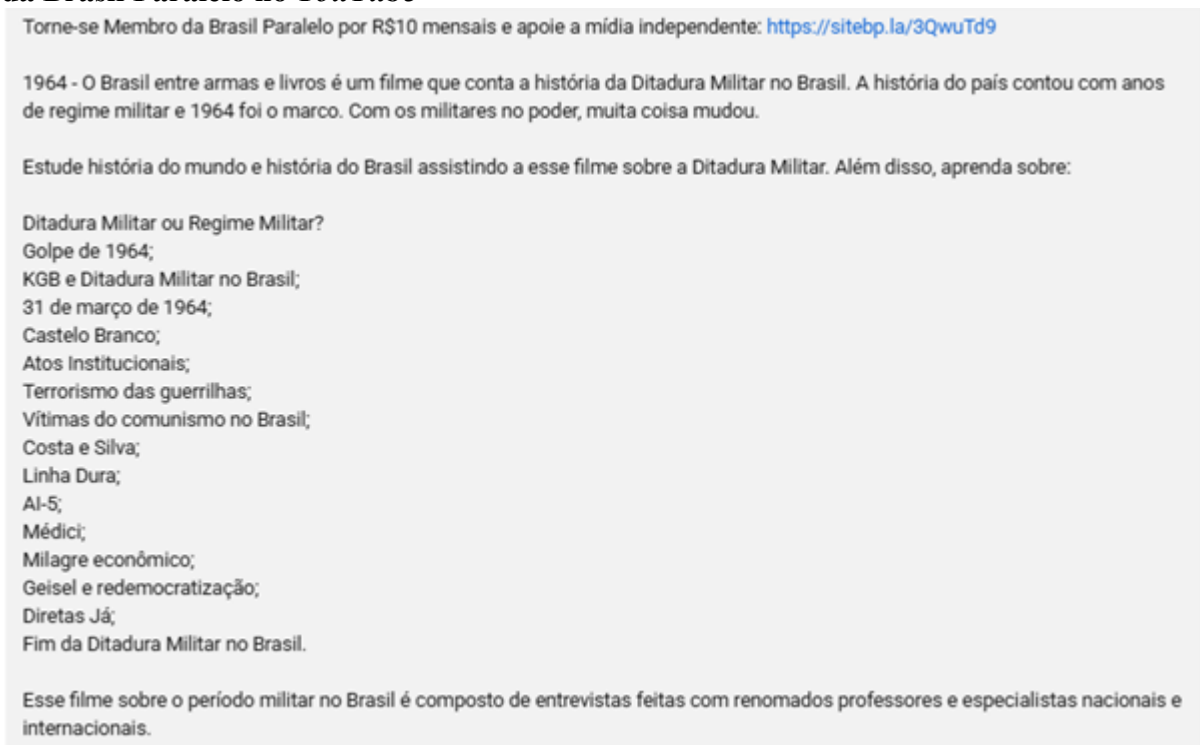 da Brasil Paralelo no YouTube
Torne-se Membro da Brasil Paralelo por R$10 mensais e apoie a mídia independente: https://sitebp.la/3QwuTd9
1964 - O Brasil entre armas e livros é um filme que conta a história da Ditadura Militar no Brasil. A história do país contou com anos
de regime militar e 1964 foi o marco. Com os militares no poder, muita coisa mudou.
Estude história do mundo e história do Brasil assistindo a esse filme sobre a Ditadura Militar. Além disso, aprenda sobre:
Ditadura Militar ou Regime Militar?
Golpe de 1964;
KGB e Ditadura Militar no Brasil;
31 de março de 1964;
Castelo Branco;
Atos Institucionais;
Terrorismo das guerrilhas;
Vítimas do comunismo no Brasil;
Costa e Silva;
Linha Dura;
AI-5;
Médici;
Milagre econômico;
Geisel e redemocratização;
Diretas Já;
Fim da Ditadura Militar no Brasil.
Esse filme sobre o período militar no Brasil é composto de entrevistas feitas com renomados professores e especialistas nacionais e
internacionais.